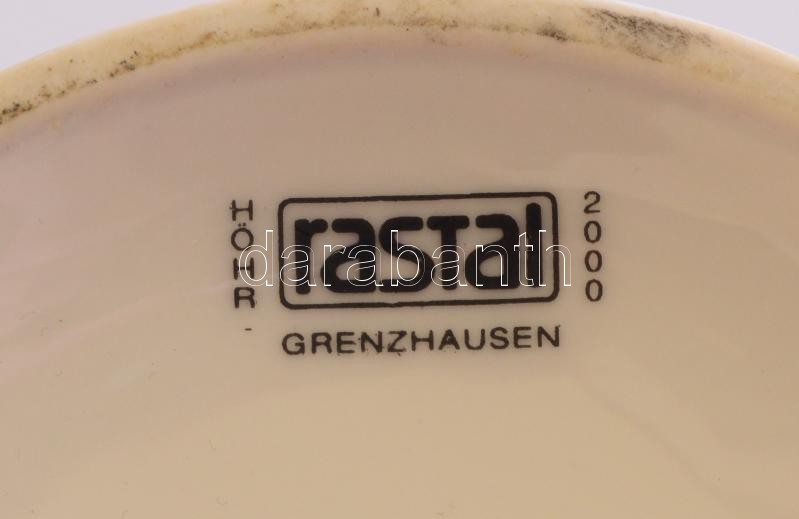 HÖHR-
rastal
2000
GRENZHAUSEN
darabanth